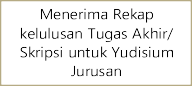 Menerima Rekap
kelulusan Tugas Akhir/
Skripsi untuk Yudisium
Jurusan